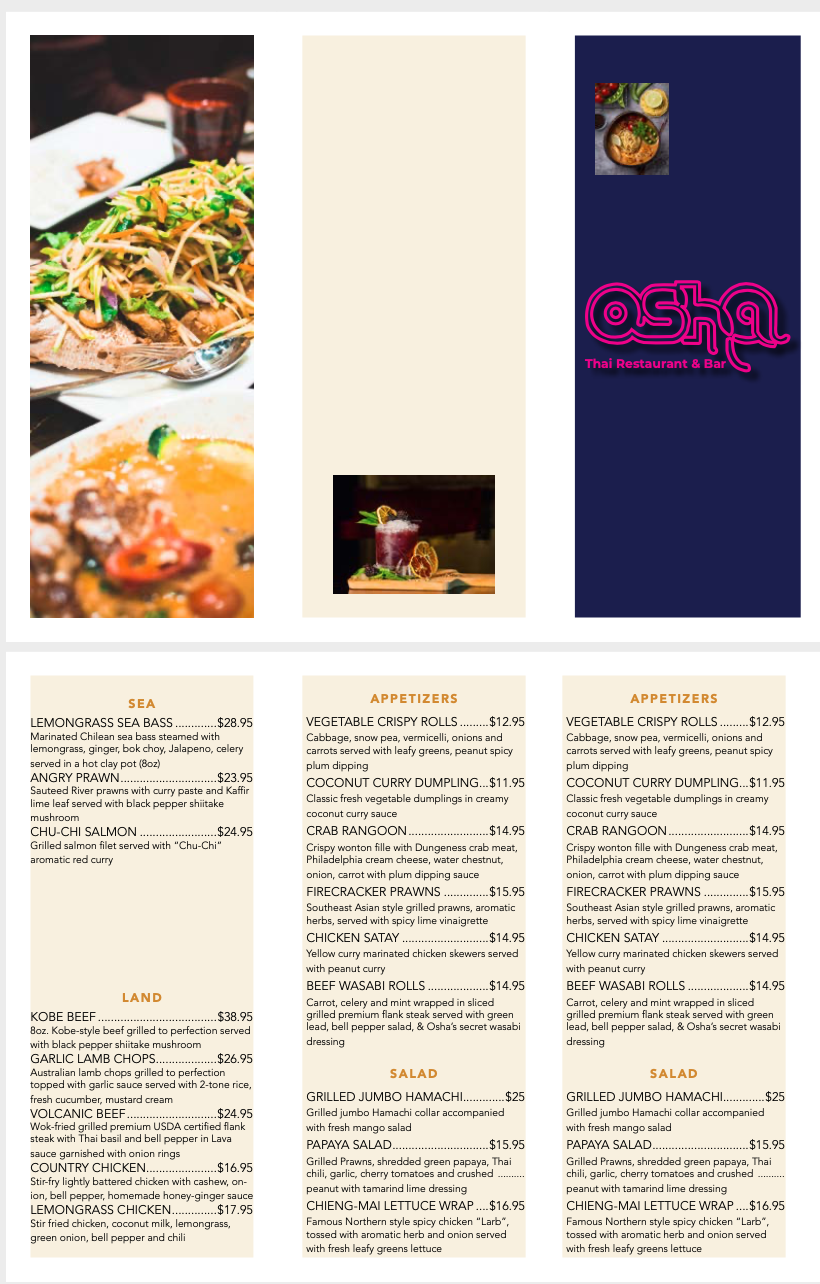 osha
Thai Restaurant & Bar
SEA
LEMONGRASS SEA BASS .............$28.95
Marinated Chilean sea bass steamed with
lemongrass, ginger, bok choy, Jalapeno, celery
served in a hot clay pot (8oz)
ANGRY PRAWN..............................$23.95
Sauteed River prawns with curry paste and Kaffir
lime leaf served with black pepper shiitake
mushroom
CHU-CHI SALMON ........................$24.95
Grilled salmon filet served with “Chu-Chi”
aromatic red curry
LAND
KOBE BEEF .....................................$38.95
8oz. Kobe-style beef grilled to perfection served
with black pepper shiitake mushroom
GARLIC LAMB CHOPS...................$26.95
Australian lamb chops grilled to perfection
topped with garlic sauce served with 2-tone rice,
fresh cucumber, mustard cream
VOLCANIC BEEF ............................$24.95
Wok-fried grilled premium USDA certified flank
steak with Thai basil and bell pepper in Lava
sauce garnished with onion rings
COUNTRY CHICKEN......................$16.95
Stir-fry lightly battered chicken with cashew, on-
ion, bell pepper, homemade honey-ginger sauce
LEMONGRASS CHICKEN..............$17.95
Stir fried chicken, coconut milk, lemongrass,
green onion, bell pepper and chili
APPETIZERS
VEGETABLE CRISPY ROLLS .........$12.95
Cabbage, snow pea, vermicelli, onions and
carrots served with leafy greens, peanut spicy
plum dipping
COCONUT CURRY DUMPLING...$11.95
Classic fresh vegetable dumplings in creamy
coconut curry sauce
CRAB RANGOON.........................$14.95
Crispy wonton fille with Dungeness crab meat,
Philadelphia cream cheese, water chestnut,
onion, carrot with plum dipping sauce
FIRECRACKER PRAWNS ...............$15.95
Southeast Asian style grilled prawns, aromatic
herbs, served with spicy lime vinaigrette
CHICKEN SATAY ...........................$14.95
Yellow curry marinated chicken skewers served
with peanut curry
BEEF WASABI ROLLS ...................$14.95
Carrot, celery and mint wrapped in sliced
grilled premium flank steak served with green
lead, bell pepper salad, & Osha’s secret wasabi
dressing
SALAD
GRILLED JUMBO HAMACHI.............$25
Grilled jumbo Hamachi collar accompanied
with fresh mango salad
PAPAYA SALAD..............................$15.95
Grilled Prawns, shredded green papaya, Thai
chili, garlic, cherry tomatoes and crushed ..........
peanut with tamarind lime dressing
CHIENG-MAI LETTUCE WRAP ....$16.95
Famous Northern style spicy chicken “Larb”,
tossed with aromatic herb and onion served
with fresh leafy greens lettuce
APPETIZERS
VEGETABLE CRISPY ROLLS .........$12.95
Cabbage, snow pea, vermicelli, onions and
carrots served with leafy greens, peanut spicy
plum dipping
COCONUT CURRY DUMPLING...$11.95
Classic fresh vegetable dumplings in creamy
coconut curry sauce
CRAB RANGOON.........................$14.95
Crispy wonton fille with Dungeness crab meat,
Philadelphia cream cheese, water chestnut,
onion, carrot with plum dipping sauce
FIRECRACKER PRAWNS ...............$15.95
Southeast Asian style grilled prawns, aromatic
herbs, served with spicy lime vinaigrette
CHICKEN SATAY ...........................$14.95
Yellow curry marinated chicken skewers served
with peanut curry
BEEF WASABI ROLLS ...................$14.95
Carrot, celery and mint wrapped in sliced
grilled premium flank steak served with green
lead, bell pepper salad, & Osha’s secret wasabi
dressing
SALAD
GRILLED JUMBO HAMACHI.............$25
Grilled jumbo Hamachi collar accompanied
with fresh mango salad
PAPAYA SALAD..............................$15.95
Grilled Prawns, shredded green papaya, Thai
chili, garlic, cherry tomatoes and crushed ..........
peanut with tamarind lime dressing
CHIENG-MAI LETTUCE WRAP ....$16.95
Famous Northern style spicy chicken “Larb”,
tossed with aromatic herb and onion served
with fresh leafy greens lettuce